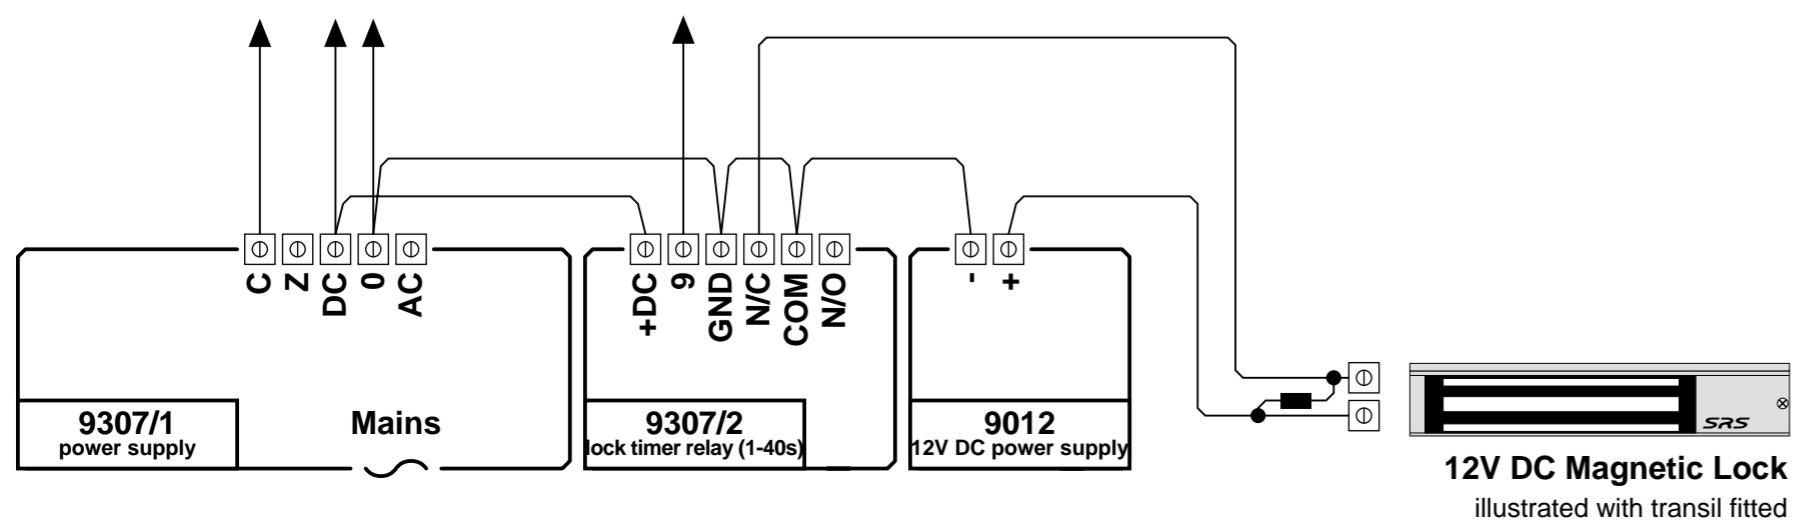 C
Z
DC
0
AC
+DC
9
GND
N/C
COM
N/O
-
+
9307/1
power supply
Mains
9307/2
lock timer relay (1-40s)
9012
12V DC power supply
SRS
12V DC Magnetic Lock
illustrated with transil fitted